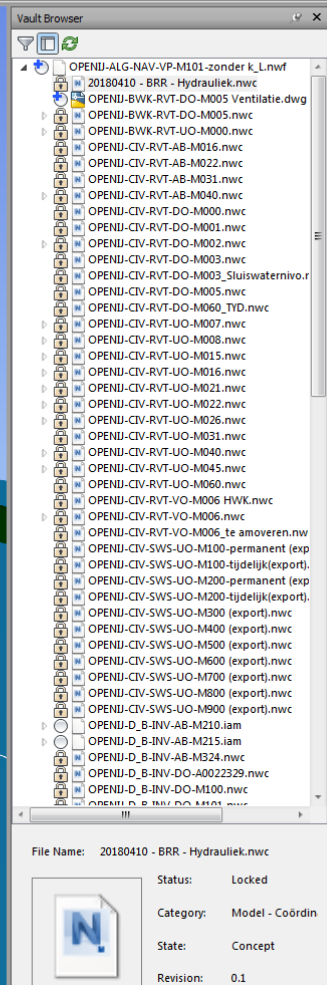 Vault Browser
OPENIJ-ALG-NAV-VP-M101-zonder k_L.nwf
20180410 - BRR - Hydrauliek.nwc
OPENIJ-BWK-RVT-DO-M005 Ventilatie.dwg
OPENIJ-BWK-RVT-DO-M005.nwc
OPENIJ-BWK-RVT-UO-M000.nwc
OPENIJ-CIV-RVT-AB-M016.nwc
OPENIJ-CIV-RVT-AB-M022.nwc
OPENIJ-CIV-RVT-AB-M031.nwc
OPENIJ-CIV-RVT-AB-M040.nwc
OPENIJ-CIV-RVT-DO-M000.nwc
OPENIJ-CIV-RVT-DO-M001.nwc
OPENIJ-CIV-RVT-DO-M002.nwc
OPENIJ-CIV-RVT-DO-M003.nwc
OPENIJ-CIV-RVT-DO-M003_Sluiswaternivo.r
OPENIJ-CIV-RVT-DO-M005.nwc
OPENIJ-CIV-RVT-DO-M060_TYD.nwc
OPENIJ-CIV-RVT-UO-M007.nwc
OPENIJ-CIV-RVT-UO-M008.nwc
OPENIJ-CIV-RVT-UO-M015.nwc
OPENIJ-CIV-RVT-UO-M016.nwc
OPENIJ-CIV-RVT-UO-M021.nwc
OPENIJ-CIV-RVT-UO-M022.nwc
OPENIJ-CIV-RVT-UO-M026.nwc
OPENIJ-CIV-RVT-UO-M031.nwc
OPENIJ-CIV-RVT-UO-M040.nwc
OPENIJ-CIV-RVT-UO-M045.nwc
OPENIJ-CIV-RVT-UO-M060.nwc
OPENIJ-CIV-RVT-VO-M006 HWK.nwc
OPENIJ-CIV-RVT-VO-M006.nwc
OPENIJ-CIV-RVT-VO-M006_te amoveren.nw
OPENIJ-CIV-SWS-UO-M100-permanent (exp
OPENIJ-CIV-SWS-UO-M100-tijdelijk(export).
OPENIJ-CIV-SWS-UO-M200-permanent (exp
OPENIJ-CIV-SWS-UO-M200-tijdelijk(export).
OPENIJ-CIV-SWS-UO-M300 (export).nwc
OPENIJ-CIV-SWS-UO-M400 (export).nwc
OPENIJ-CIV-SWS-UO-M500 (export).nwc
OPENIJ-CIV-SWS-UO-M600 (export).nwc
OPENIJ-CIV-SWS-UO-M700 (export).nwc
OPENIJ-CIV-SWS-UO-M800 (export).nwc
OPENIJ-CIV-SWS-UO-M900 (export).nwc
OPENIJ-D_B-INV-AB-M210.iam
OPENIJ-D_B-INV-AB-M215.iam
OPENIJ-D_B-INV-AB-M324.nwc
OPENIJ-D_B-INV-DO-A0022329.nwc
OPENIJ-D_B-INV-DO-M100.nwc
OPENIJ-D_B-INV-DO-M101.nwc
File Name: 20180410 - BRR - Hydrauliek.nwc
Status: Locked
Category: Model - Coördin
State: Concept
Revision: 0.1